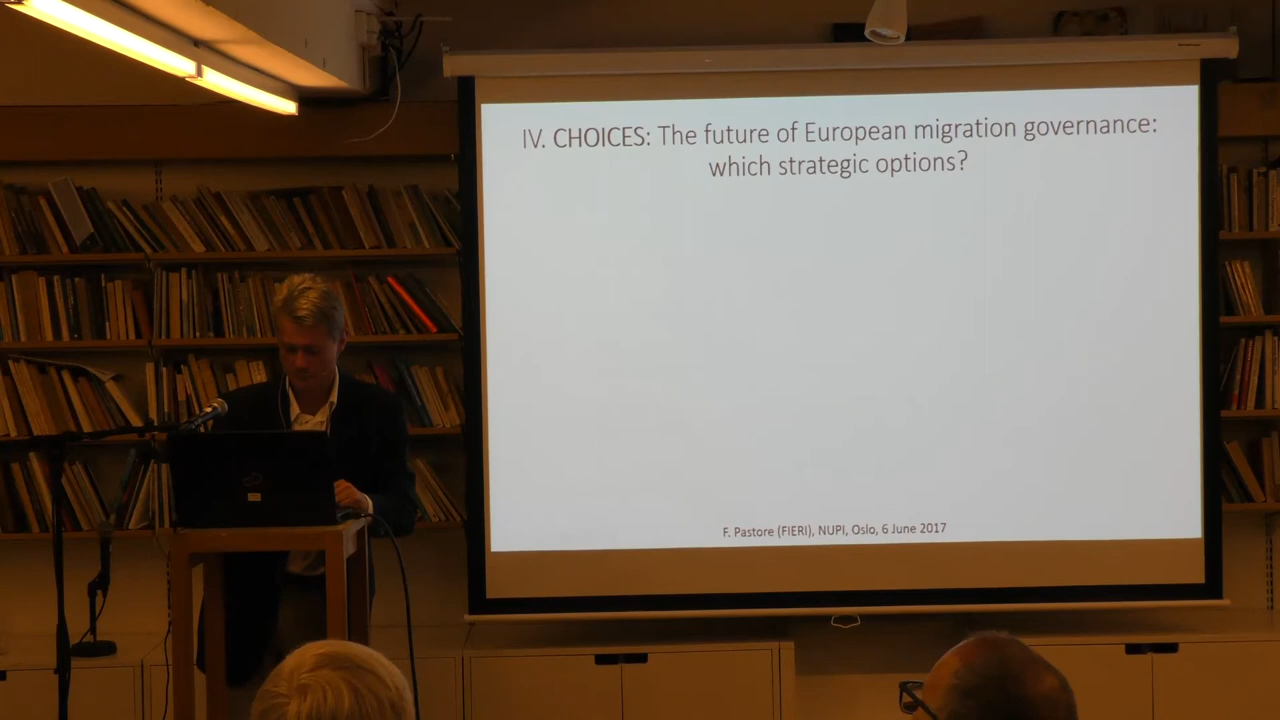 IV. CHOICES: The future of European migration governance:
which strategic options?
F. Pastore (FIERI), NUPI, Oslo, 6 June 2017